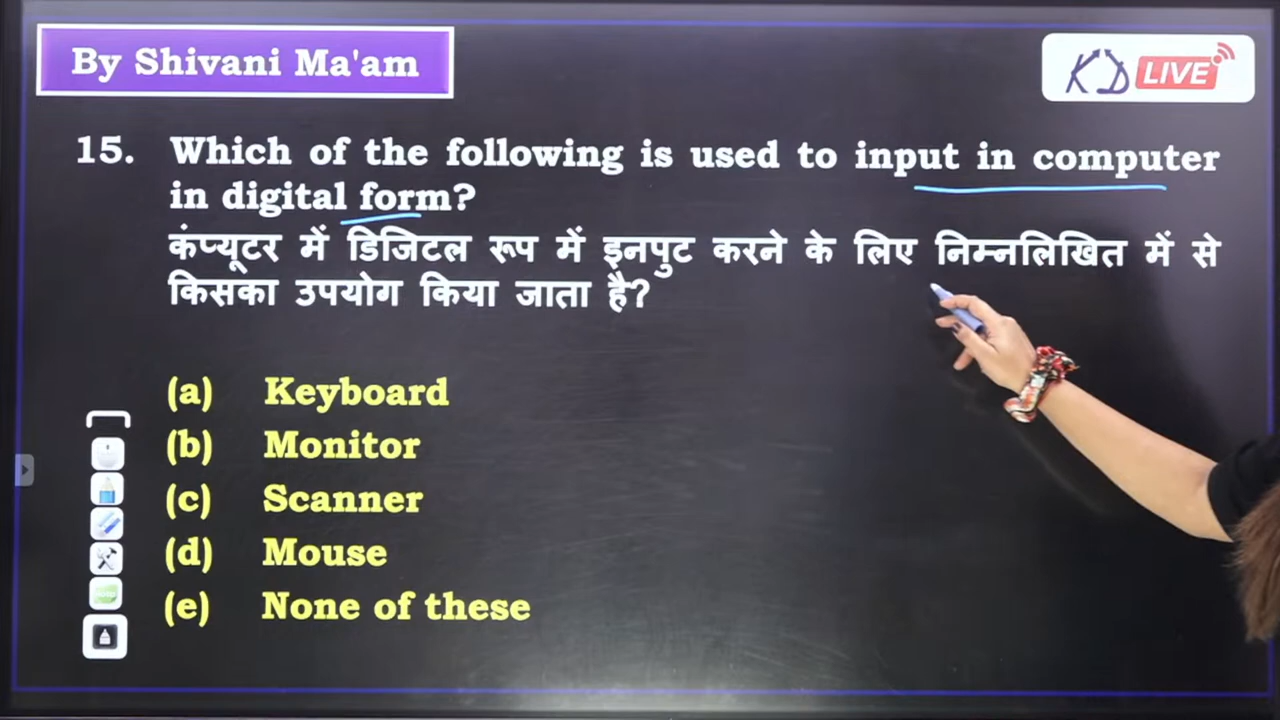 By Shivani Ma'am
KD LIVE
15. Which of the following is used to input in computer
in digital form?
कंप्यूटर में डिजिटल रूप में इनपुट करने के लिए निम्नलिखित में से
किसका उपयोग किया जाता है?
(a) Keyboard
(b) Monitor
(c) Scanner
(d) Mouse
(e) None of these